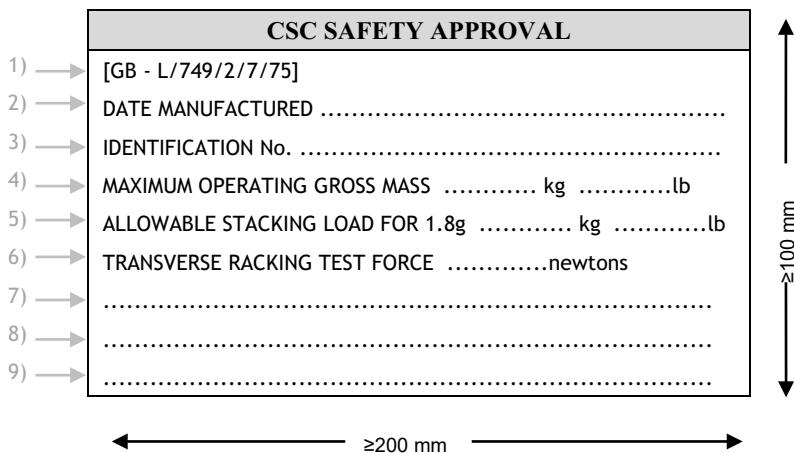 CSC SAFETY APPROVAL
1) [GB - L/749/2/7/75]
2) DATE MANUFACTURED .....................................................
3) IDENTIFICATION No. .......................................................
4) MAXIMUM OPERATING GROSS MASS ............ kg ............lb
5) ALLOWABLE STACKING LOAD FOR 1.8g ............ kg ............lb
6) TRANSVERSE RACKING TEST FORCE .............newtons
7) ...............................................................................
8) ...............................................................................
9) ...............................................................................
≥100 mm
≥200 mm